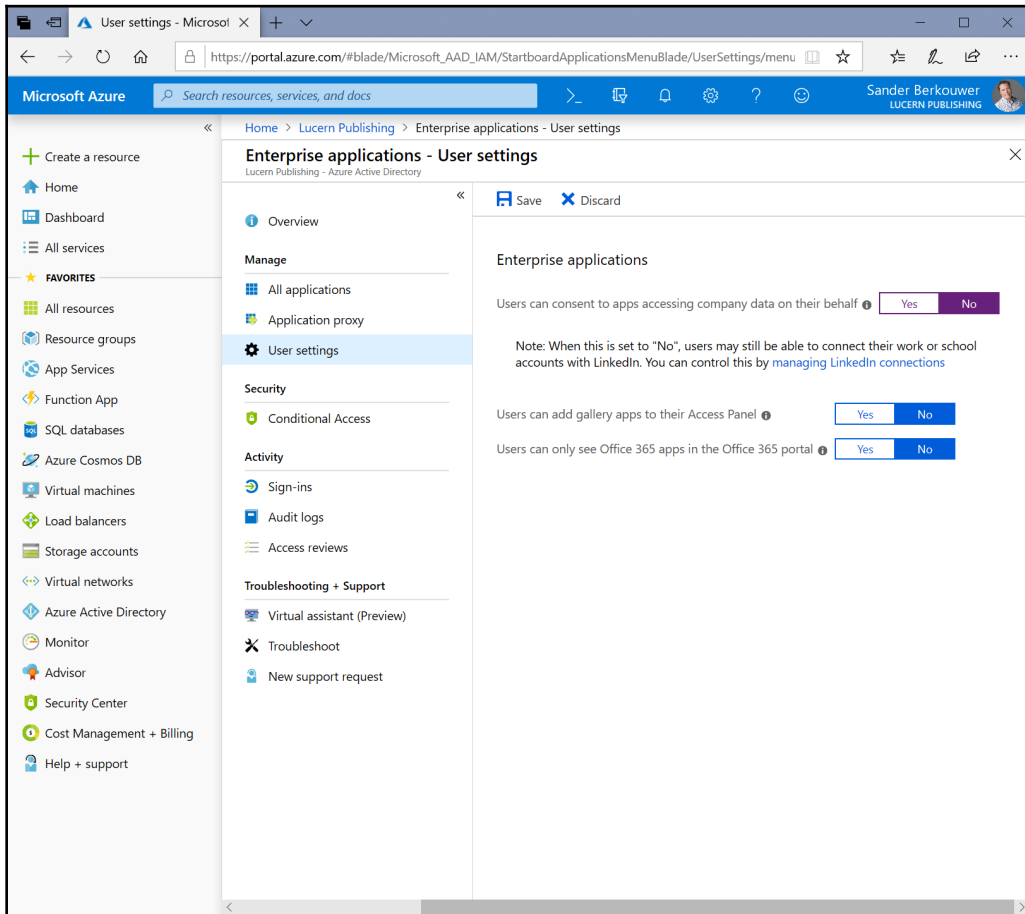 User settings - Microsof
https://portal.azure.com/#blade/Microsoft_AAD_IAM/StartboardApplicationsMenuBlade/UserSettings/menu
Microsoft Azure
Search resources, services, and docs
Sander Berkouwer
LUCERN PUBLISHING
Home > Lucern Publishing > Enterprise applications - User settings
Create a resource
Home
Dashboard
All services
FAVORITES
All resources
Resource groups
App Services
Function App
SQL databases
Azure Cosmos DB
Virtual machines
Load balancers
Storage accounts
Virtual networks
Azure Active Directory
Monitor
Advisor
Security Center
Cost Management + Billing
Help + support
Enterprise applications - User settings
Lucern Publishing - Azure Active Directory
Overview
Manage
All applications
Application proxy
User settings
Security
Conditional Access
Activity
Sign-ins
Audit logs
Access reviews
Troubleshooting + Support
Virtual assistant (Preview)
Troubleshoot
New support request
Save Discard
Enterprise applications
Users can consent to apps accessing company data on their behalf Yes No
Note: When this is set to "No", users may still be able to connect their work or school
accounts with LinkedIn. You can control this by managing LinkedIn connections
Users can add gallery apps to their Access Panel Yes No
Users can only see Office 365 apps in the Office 365 portal Yes No